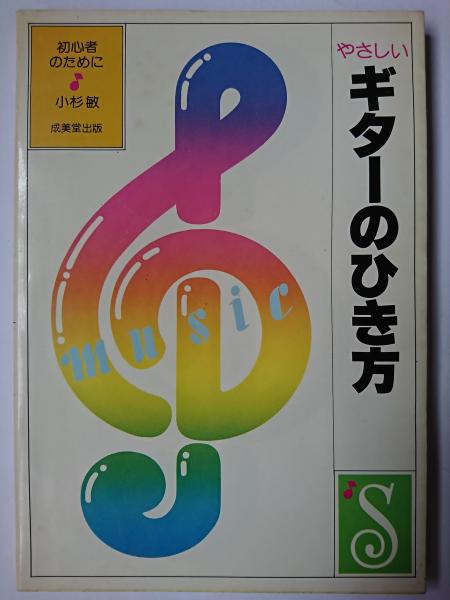 初心者
のために
小杉 敏
成美堂出版
やさしい
ギターのひき方
music
S